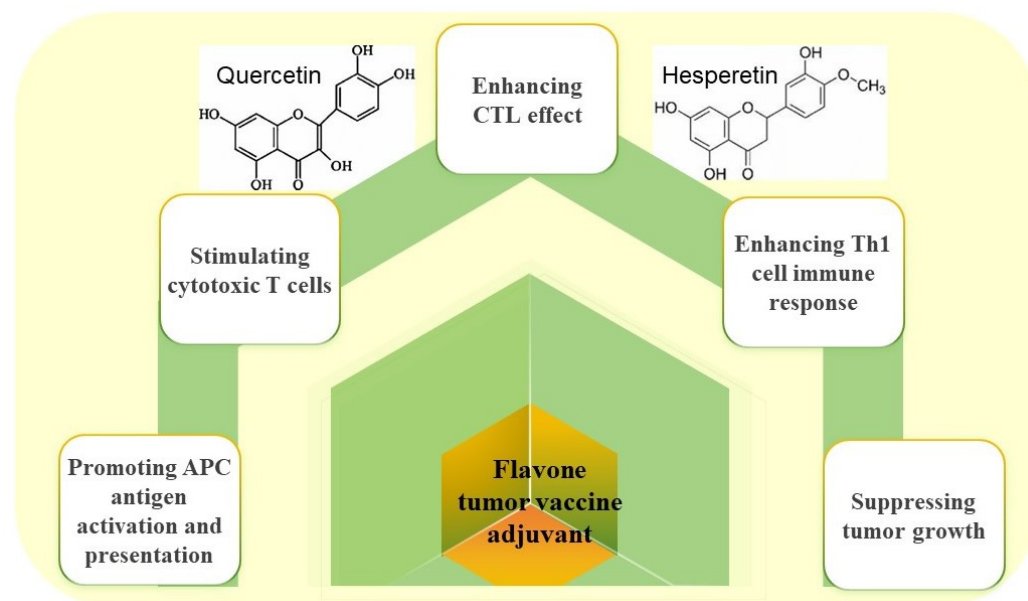 Quercetin
OH
HO
OH
O
OH
OH
O
Enhancing
CTL effect
Hesperetin
OH
O
CH₃
HO
O
OH
O
Stimulating
cytotoxic T cells
Enhancing Th1
cell immune
response
Promoting APC
antigen
activation and
presentation
Flavone
tumor vaccine
adjuvant
Suppressing
tumor growth